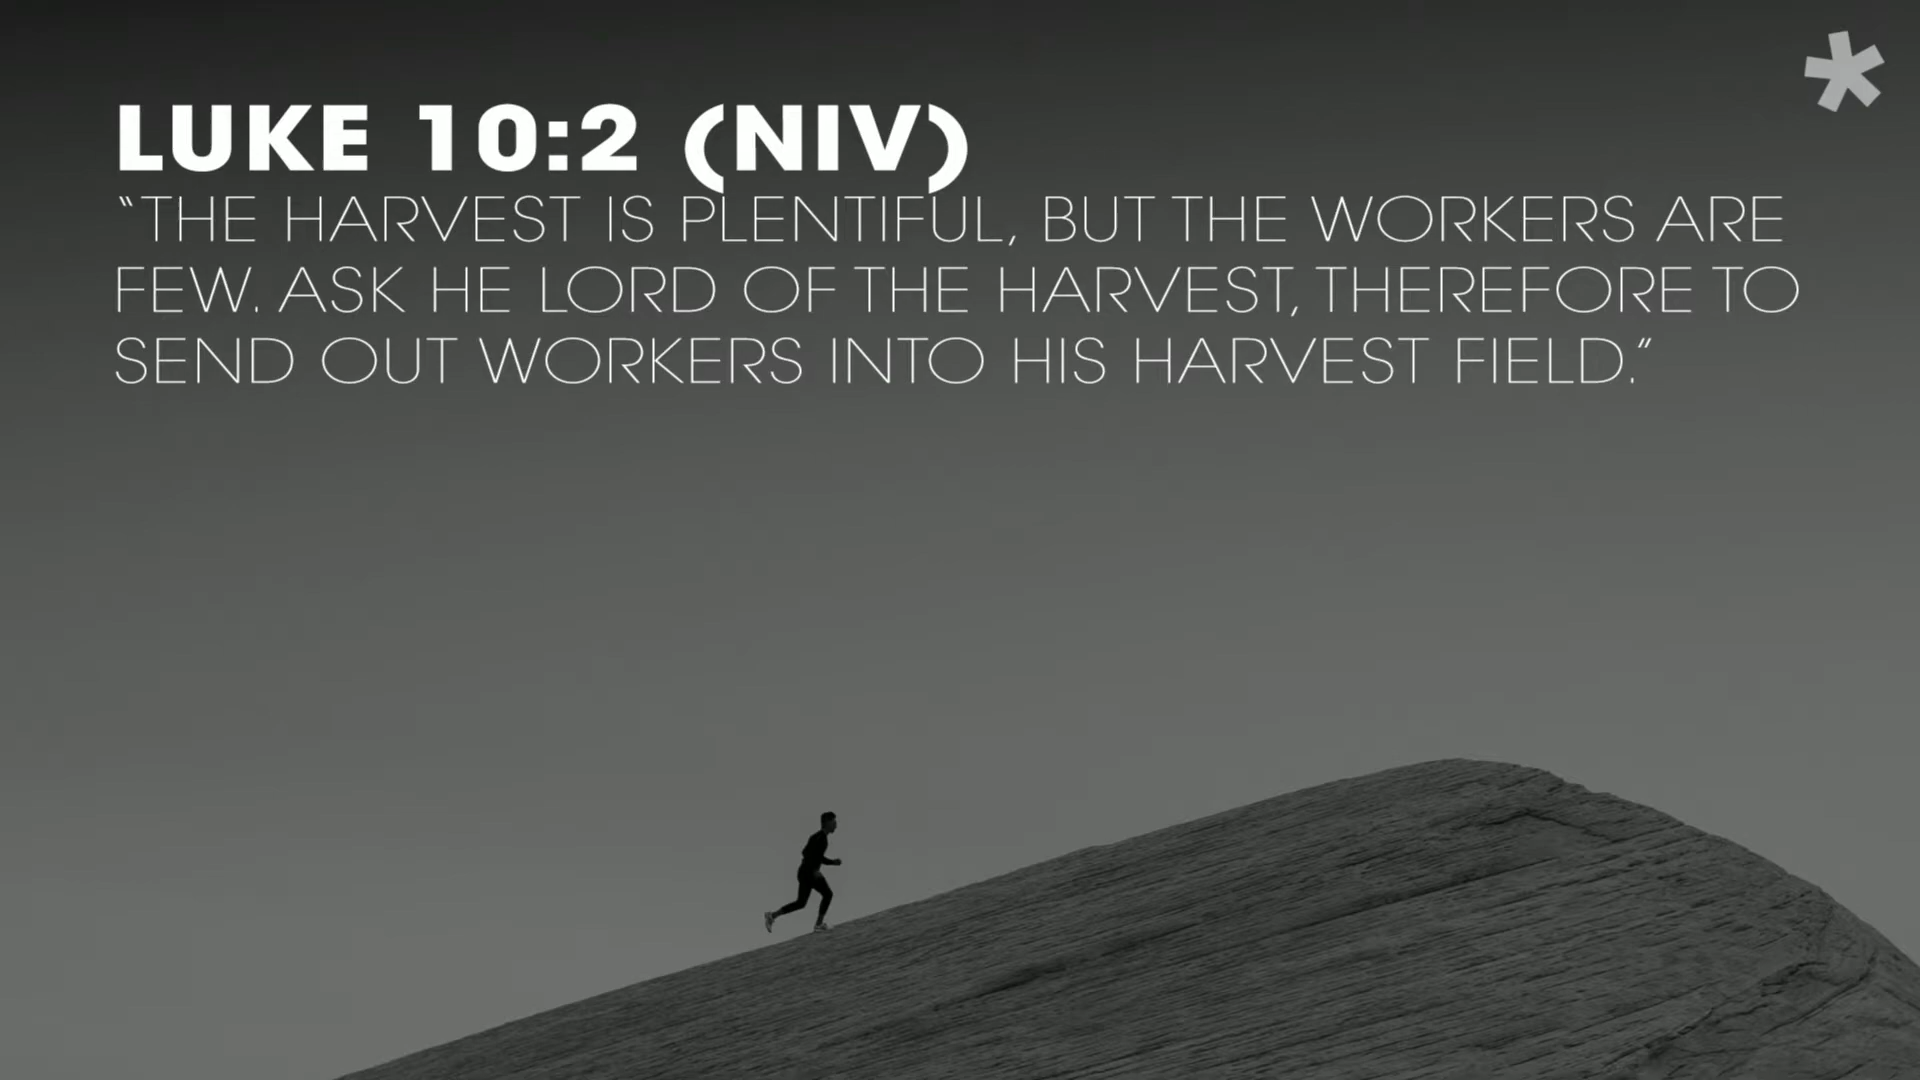 LUKE 10:2 (NIV)
“THE HARVEST IS PLENTIFUL, BUT THE WORKERS ARE
FEW. ASK HE LORD OF THE HARVEST, THEREFORE TO
SEND OUT WORKERS INTO HIS HARVEST FIELD.”